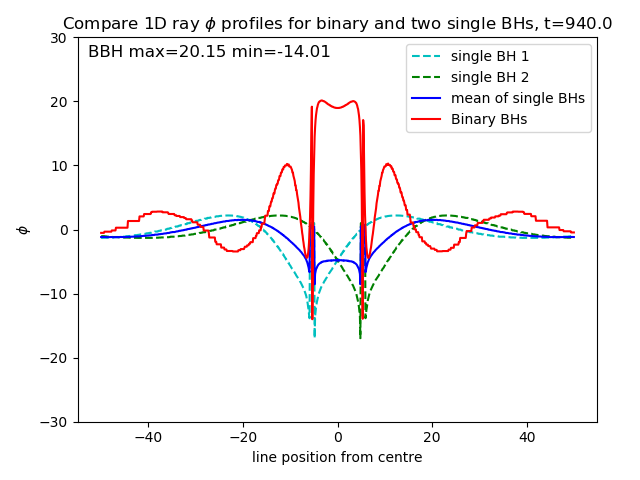 Compare 1D ray ϕ profiles for binary and two single BHs, t=940.0
BBH max=20.15 min=-14.01
single BH 1
single BH 2
mean of single BHs
Binary BHs
30
20
10
0
−10
−20
−30
ϕ
−40
−20
0
20
40
line position from centre